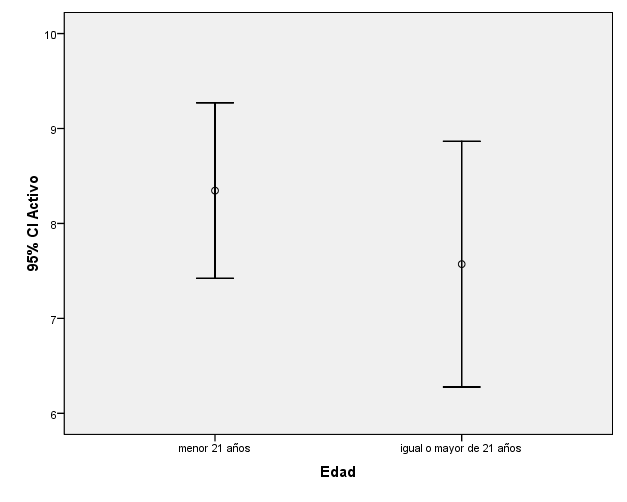 10
9
8
7
6
95% CI Activo
menor 21 años
igual o mayor de 21 años
Edad